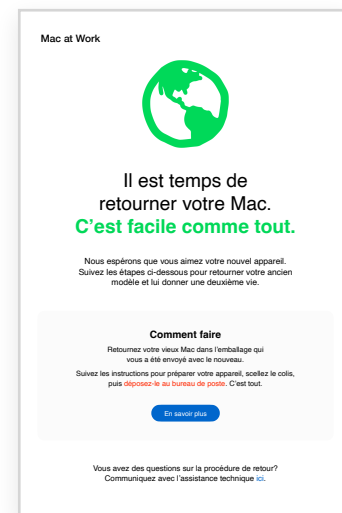 Mac at Work
Il est temps de
retourner votre Mac.
C’est facile comme tout.
Nous espérons que vous aimez votre nouvel appareil.
Suivez les étapes ci-dessous pour retourner votre ancien
modèle et lui donner une deuxième vie.
Comment faire
Retournez votre vieux Mac dans l’emballage qui
vous a été envoyé avec le nouveau.
Suivez les instructions pour préparer votre appareil, scellez le colis,
puis déposez-le au bureau de poste. C’est tout.
En savoir plus
Vous avez des questions sur la procédure de retour?
Communiquez avec l’assistance technique ici.